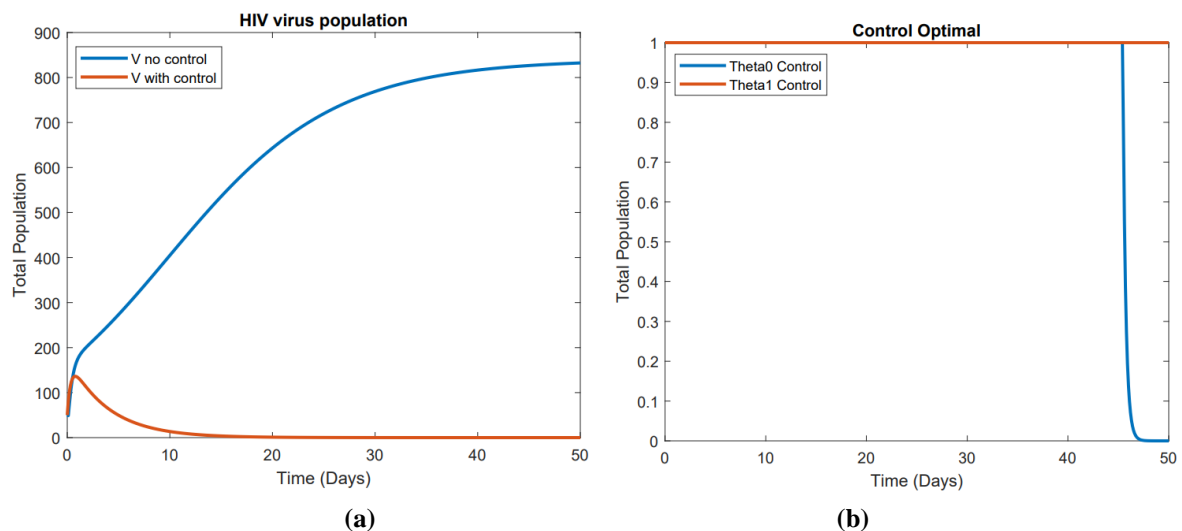 HIV virus population
900
800
700
600
500
400
300
200
100
0
Total Population
V no control
V with control
0 10 20 30 40 50
Time (Days)
(a)
Control Optimal
1
0.9
0.8
0.7
0.6
0.5
0.4
0.3
0.2
0.1
0
Total Population
Theta0 Control
Theta1 Control
0 10 20 30 40 50
Time (Days)
(b)